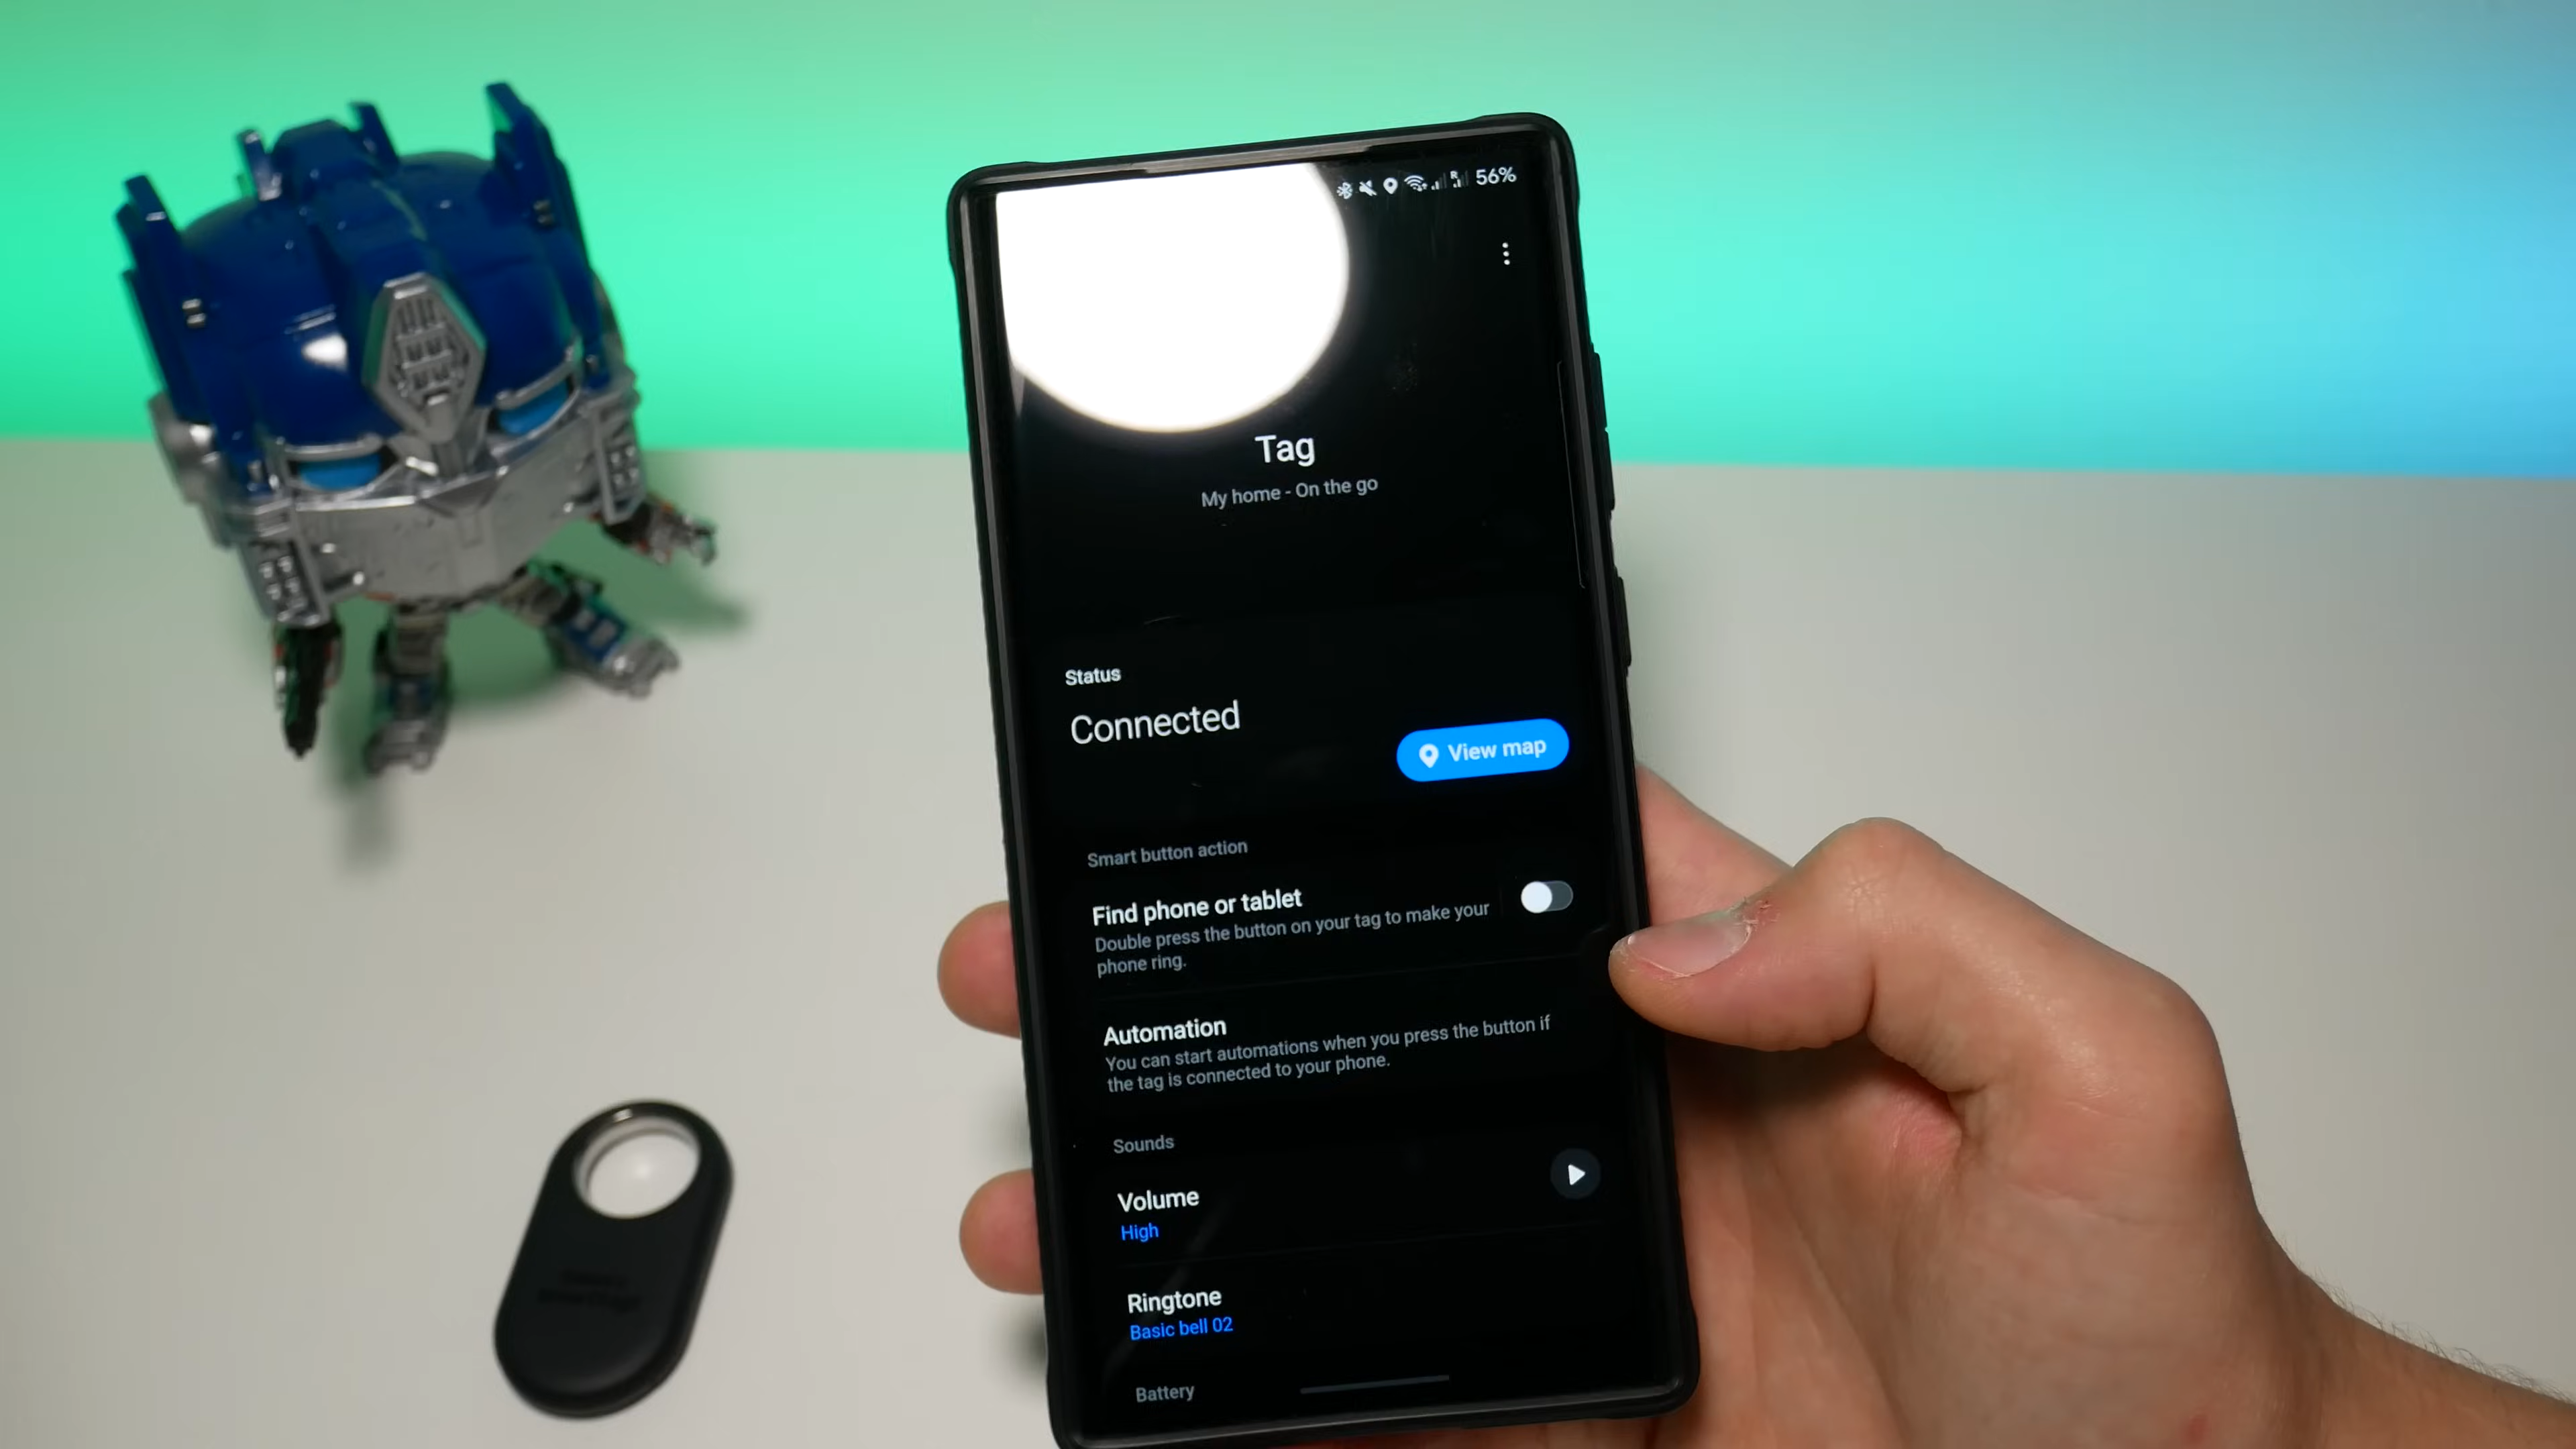 56%
Tag
My home - On the go
Status
Connected
View map
Smart button action
Find phone or tablet
Double press the button on your tag to make your
phone ring.
Automation
You can start automations when you press the button if
the tag is connected to your phone.
Sounds
Volume
High
Ringtone
Basic bell 02
Battery